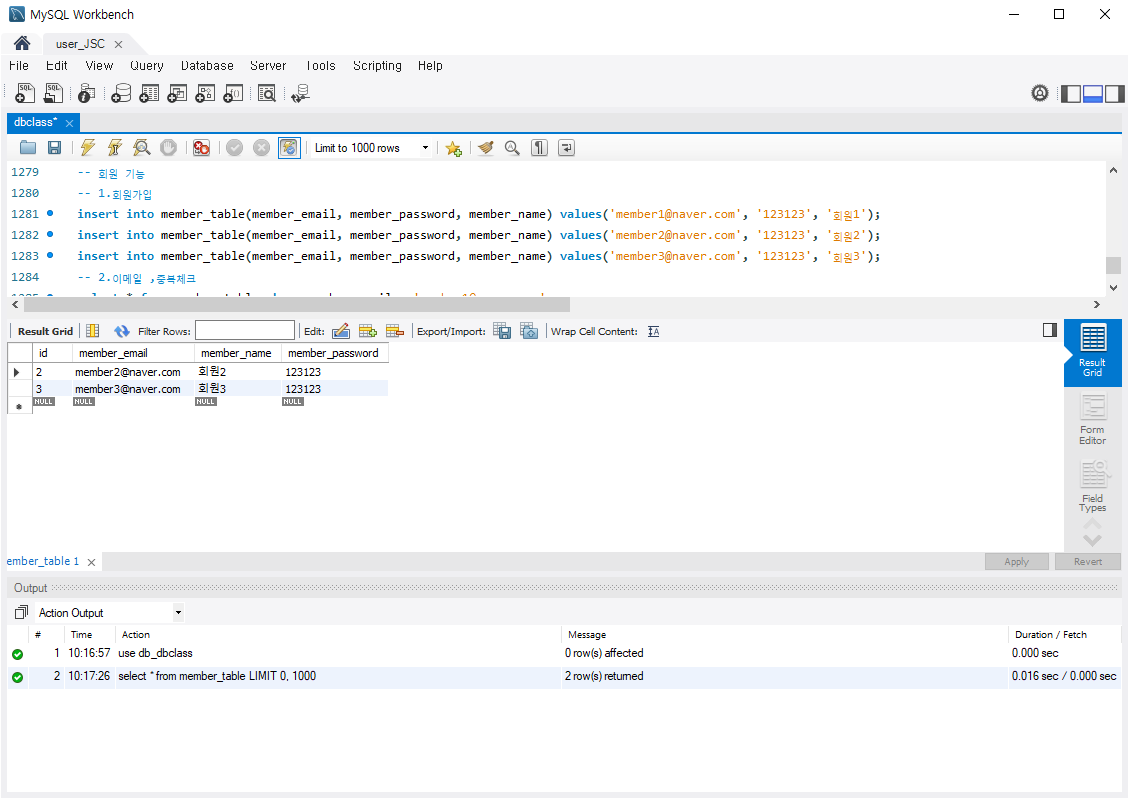 MySQL Workbench
user_JSC
File Edit View Query Database Server Tools Scripting Help
dbclass*
Limit to 1000 rows
1279 -- 회원 기능
1280 -- 1.회원가입
1281 insert into member_table(member_email, member_password, member_name) values('member1@naver.com', '123123', '회원1');
1282 insert into member_table(member_email, member_password, member_name) values('member2@naver.com', '123123', '회원2');
1283 insert into member_table(member_email, member_password, member_name) values('member3@naver.com', '123123', '회원3');
1284 -- 2.이메일 ,중복체크
Result Grid Filter Rows: Edit: Export/Import: Wrap Cell Content:
id member_email member_name member_password
2 member2@naver.com 회원2 123123
3 member3@naver.com 회원3 123123
NULL NULL NULL NULL
Result
Grid
Form
Editor
Field
Types
ember_table 1
Apply Revert
Output
Action Output
# Time Action Message Duration / Fetch
1 10:16:57 use db_dbclass 0 row(s) affected 0.000 sec
2 10:17:26 select * from member_table LIMIT 0, 1000 2 row(s) returned 0.016 sec / 0.000 sec